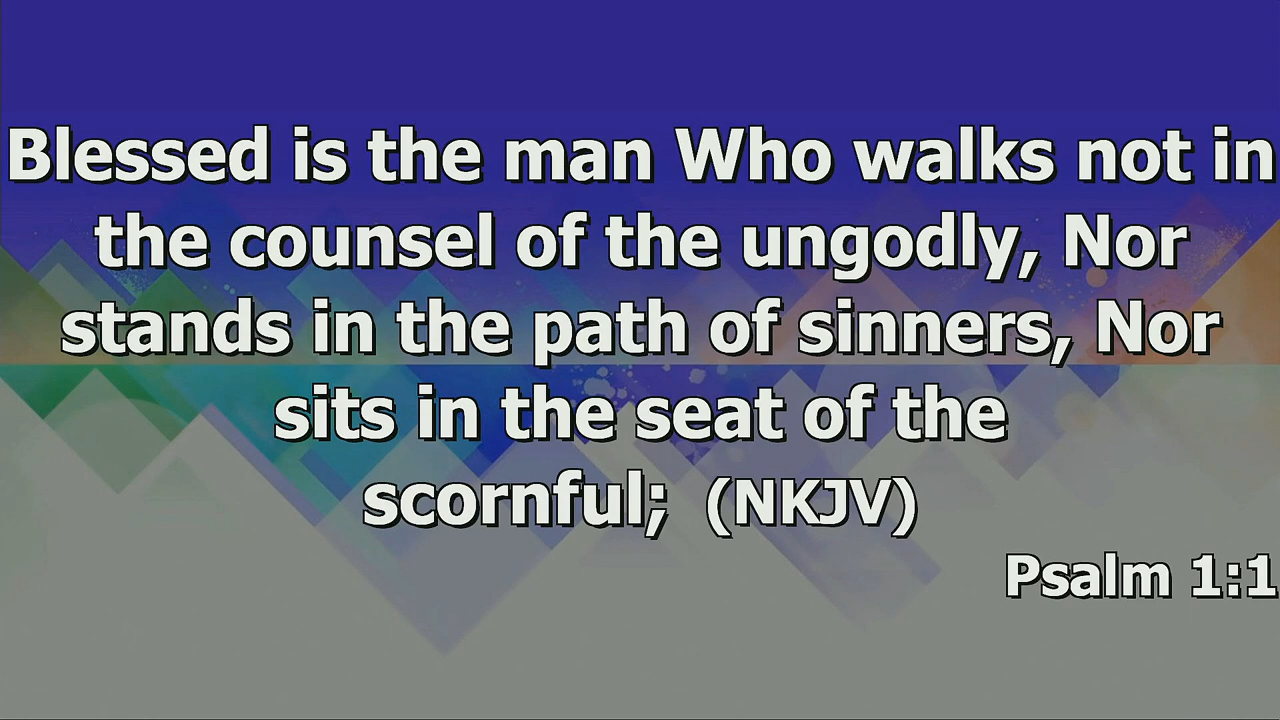 Blessed is the man Who walks not in
the counsel of the ungodly, Nor
stands in the path of sinners, Nor
sits in the seat of the
scornful; (NKJV)
Psalm 1:1